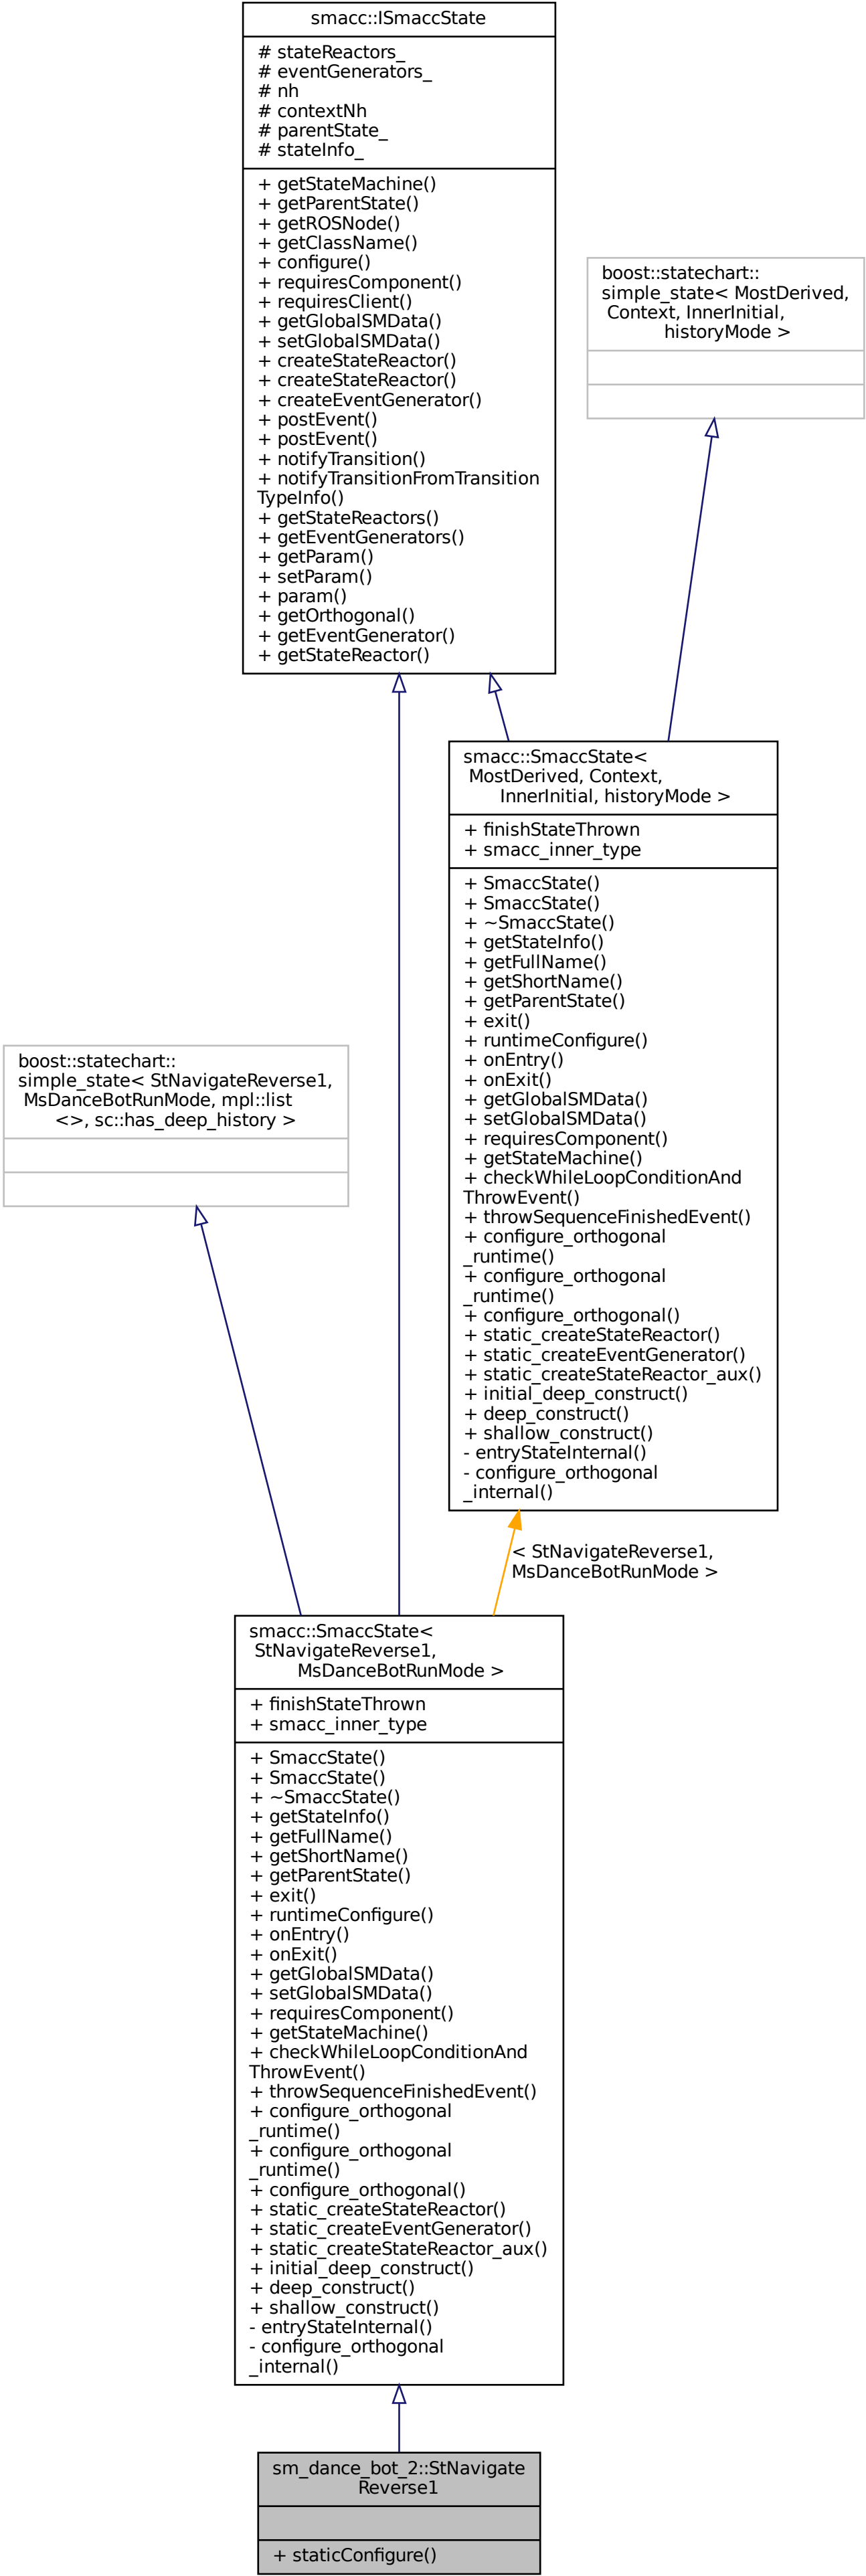 smacc::ISmaccState
# stateReactors_
# eventGenerators_
# nh
# contextNh
# parentState_
# stateInfo_
+ getStateMachine()
+ getParentState()
+ getROSNode()
+ getClassName()
+ configure()
+ requiresComponent()
+ requiresClient()
+ getGlobalSMData()
+ setGlobalSMData()
+ createStateReactor()
+ createStateReactor()
+ createEventGenerator()
+ postEvent()
+ postEvent()
+ notifyTransition()
+ notifyTransitionFromTransition
TypeInfo()
+ getStateReactors()
+ getEventGenerators()
+ getParam()
+ setParam()
+ param()
+ getOrthogonal()
+ getEventGenerator()
+ getStateReactor()
boost::statechart::
simple_state< MostDerived,
Context, InnerInitial,
historyMode >
smacc::SmaccState<
MostDerived, Context,
InnerInitial, historyMode >
+ finishStateThrown
+ smacc_inner_type
+ SmaccState()
+ SmaccState()
+ ~SmaccState()
+ getStateInfo()
+ getFullName()
+ getShortName()
+ getParentState()
+ exit()
+ runtimeConfigure()
+ onEntry()
+ onExit()
+ getGlobalSMData()
+ setGlobalSMData()
+ requiresComponent()
+ getStateMachine()
+ checkWhileLoopConditionAnd
ThrowEvent()
+ throwSequenceFinishedEvent()
+ configure_orthogonal
_runtime()
+ configure_orthogonal
_runtime()
+ configure_orthogonal()
+ static_createStateReactor()
+ static_createEventGenerator()
+ static_createStateReactor_aux()
+ initial_deep_construct()
+ deep_construct()
+ shallow_construct()
- entryStateInternal()
- configure_orthogonal
_internal()
boost::statechart::
simple_state< StNavigateReverse1,
MsDanceBotRunMode, mpl::list
<>, sc::has_deep_history >
< StNavigateReverse1,
MsDanceBotRunMode >
smacc::SmaccState<
StNavigateReverse1,
MsDanceBotRunMode >
+ finishStateThrown
+ smacc_inner_type
+ SmaccState()
+ SmaccState()
+ ~SmaccState()
+ getStateInfo()
+ getFullName()
+ getShortName()
+ getParentState()
+ exit()
+ runtimeConfigure()
+ onEntry()
+ onExit()
+ getGlobalSMData()
+ setGlobalSMData()
+ requiresComponent()
+ getStateMachine()
+ checkWhileLoopConditionAnd
ThrowEvent()
+ throwSequenceFinishedEvent()
+ configure_orthogonal
_runtime()
+ configure_orthogonal
_runtime()
+ configure_orthogonal()
+ static_createStateReactor()
+ static_createEventGenerator()
+ static_createStateReactor_aux()
+ initial_deep_construct()
+ deep_construct()
+ shallow_construct()
- entryStateInternal()
- configure_orthogonal
_internal()
sm_dance_bot_2::StNavigate
Reverse1
+ staticConfigure()